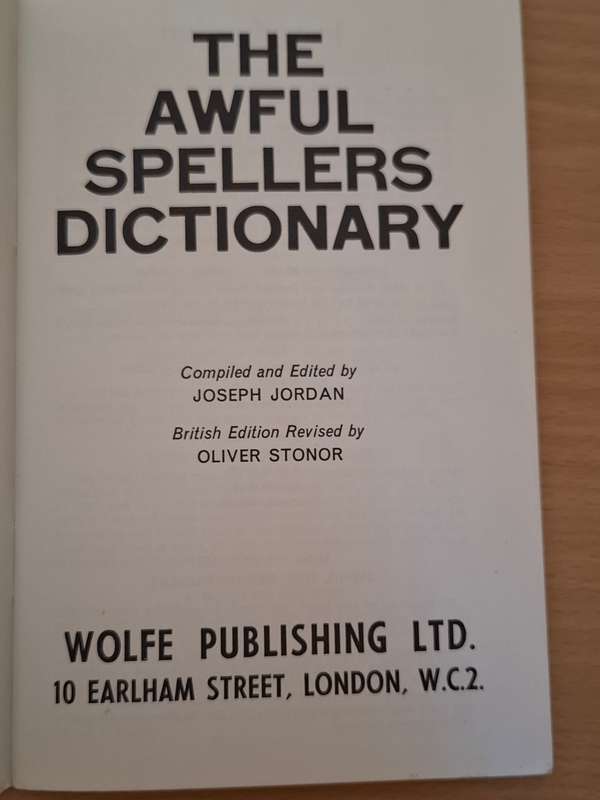 THE
AWFUL
SPELLERS
DICTIONARY
Compiled and Edited by
JOSEPH JORDAN
British Edition Revised by
OLIVER STONOR
WOLFE PUBLISHING LTD.
10 EARLHAM STREET, LONDON, W.C.2.